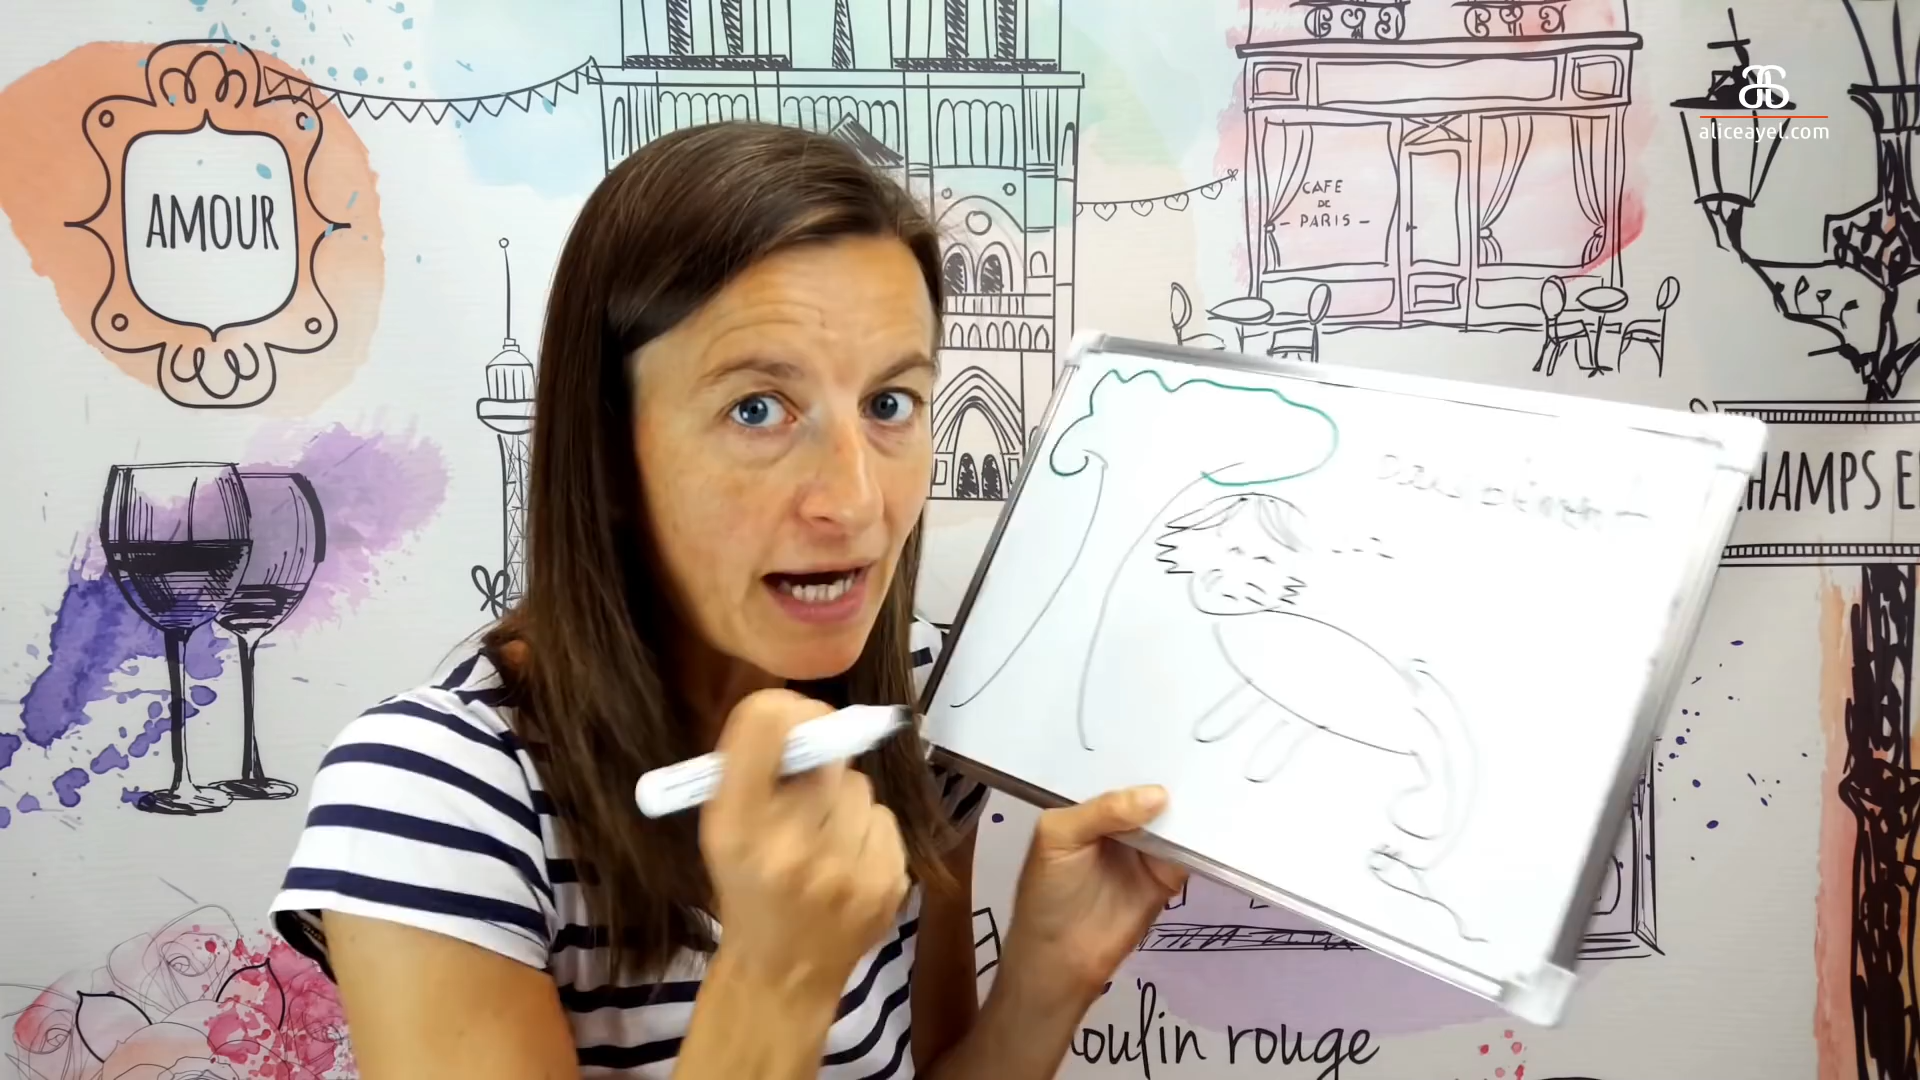 AMOUR
CAFE
DE
- PARIS -
aliceayel.com
HAMPS E
oulin rouge